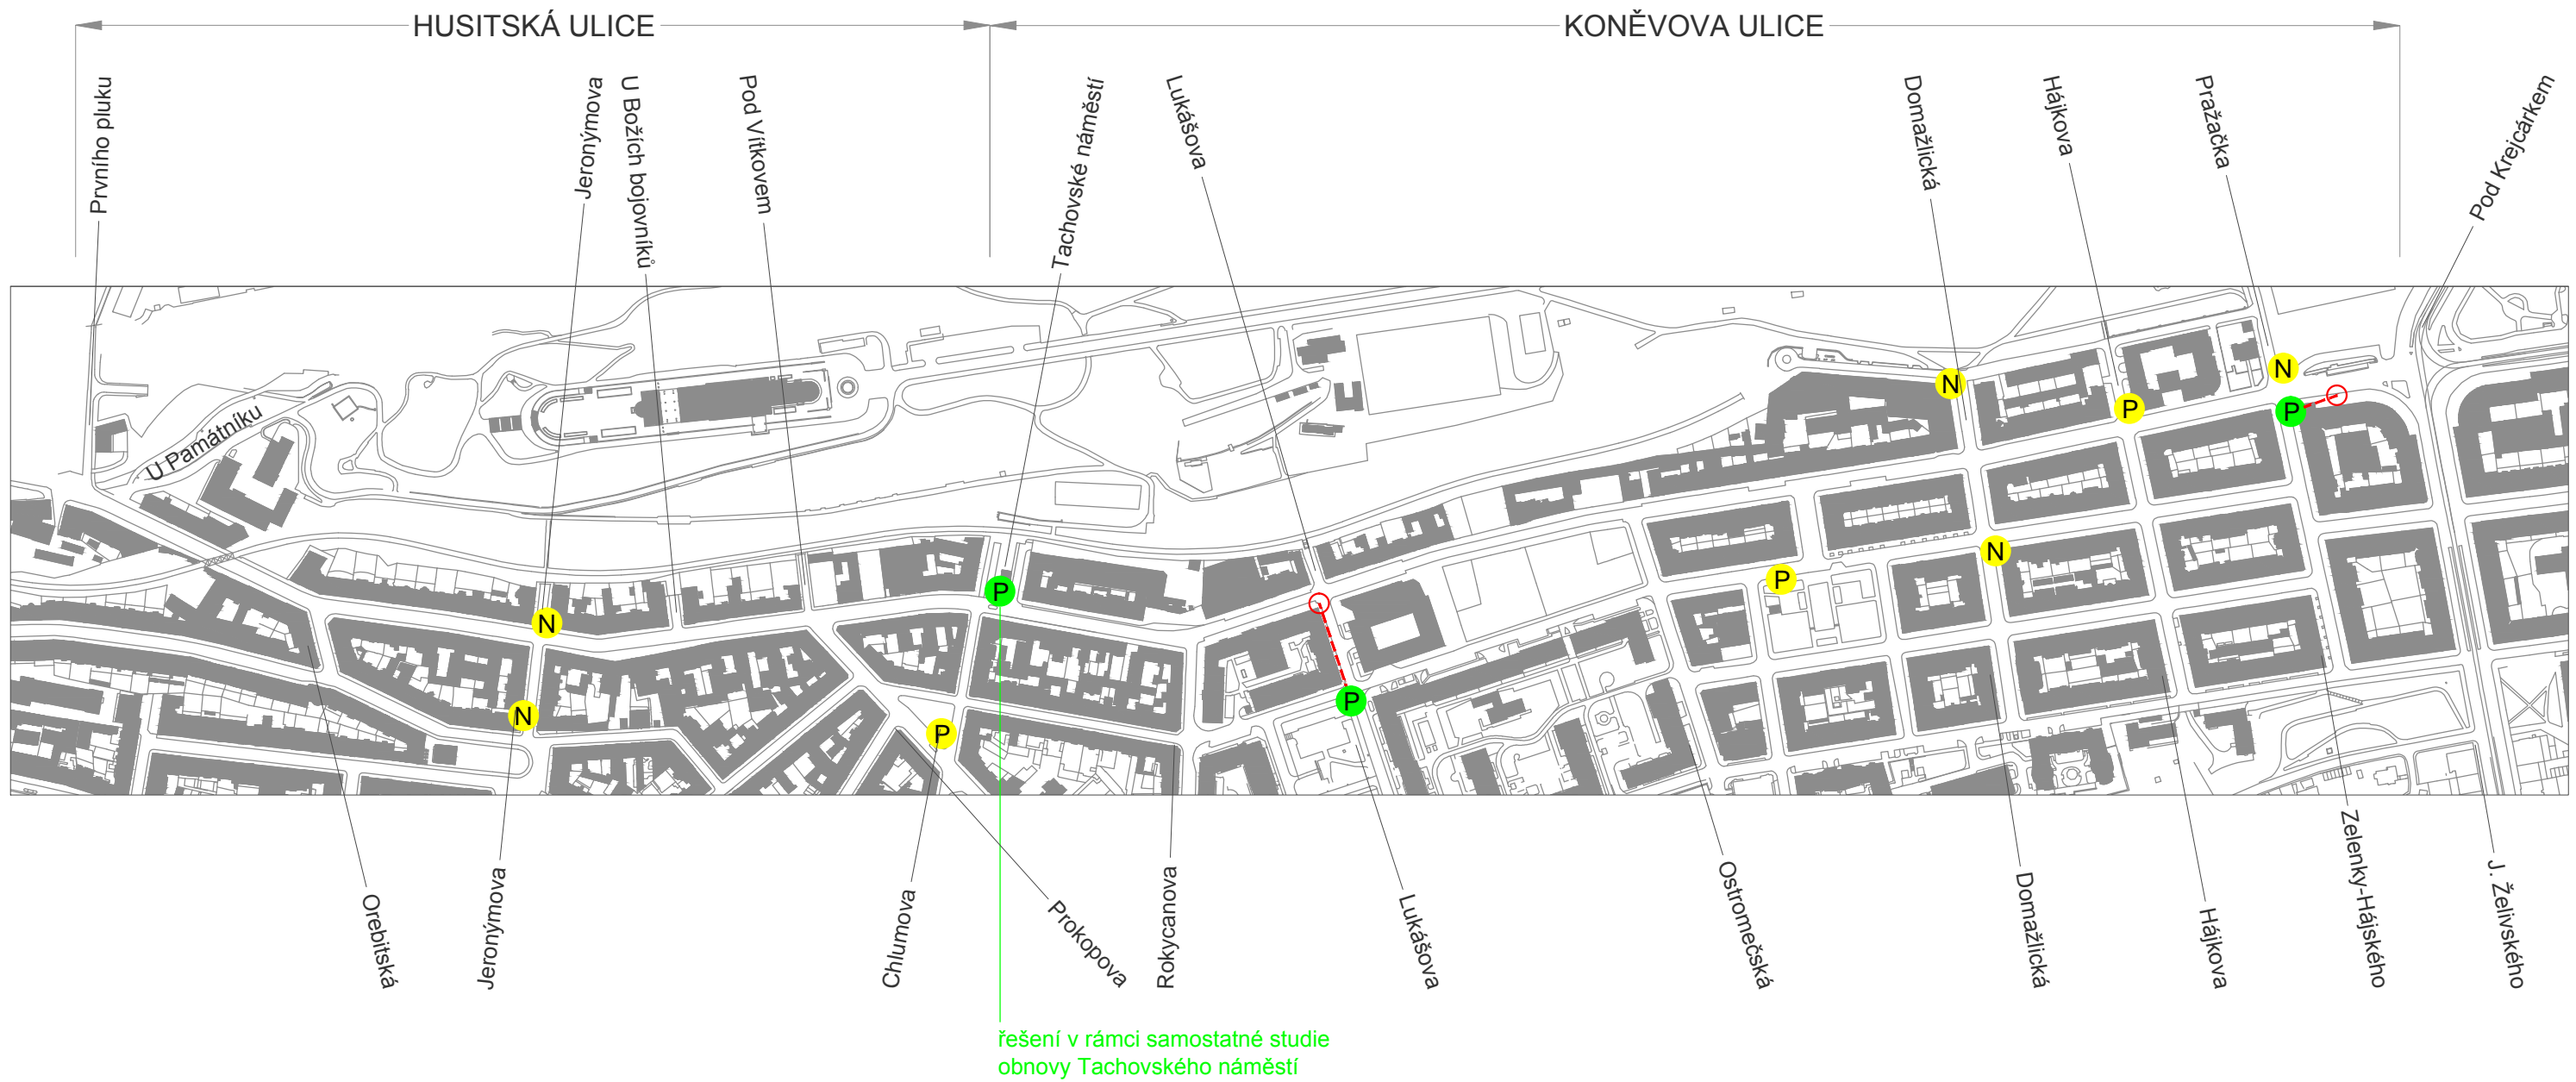 HUSITSKÁ ULICE
KONĚVOVA ULICE
Prvního pluku
Jeronýmova
U Božích bojovníků
Pod Vítkovem
Tachovské náměstí
Lukášova
Domažlická
Hájkova
Pražačka
Pod Krejcárkem
U Památníku
N
P
N
P
P
N
P
N
P
N
P
Orebitská
Jeronýmova
Chlumova
Prokopova
Rokycanova
Lukášova
Ostromečská
Domažlická
Hájkova
Zelenky-Hájského
J. Želivského
řešení v rámci samostatné studie
obnovy Tachovského náměstí